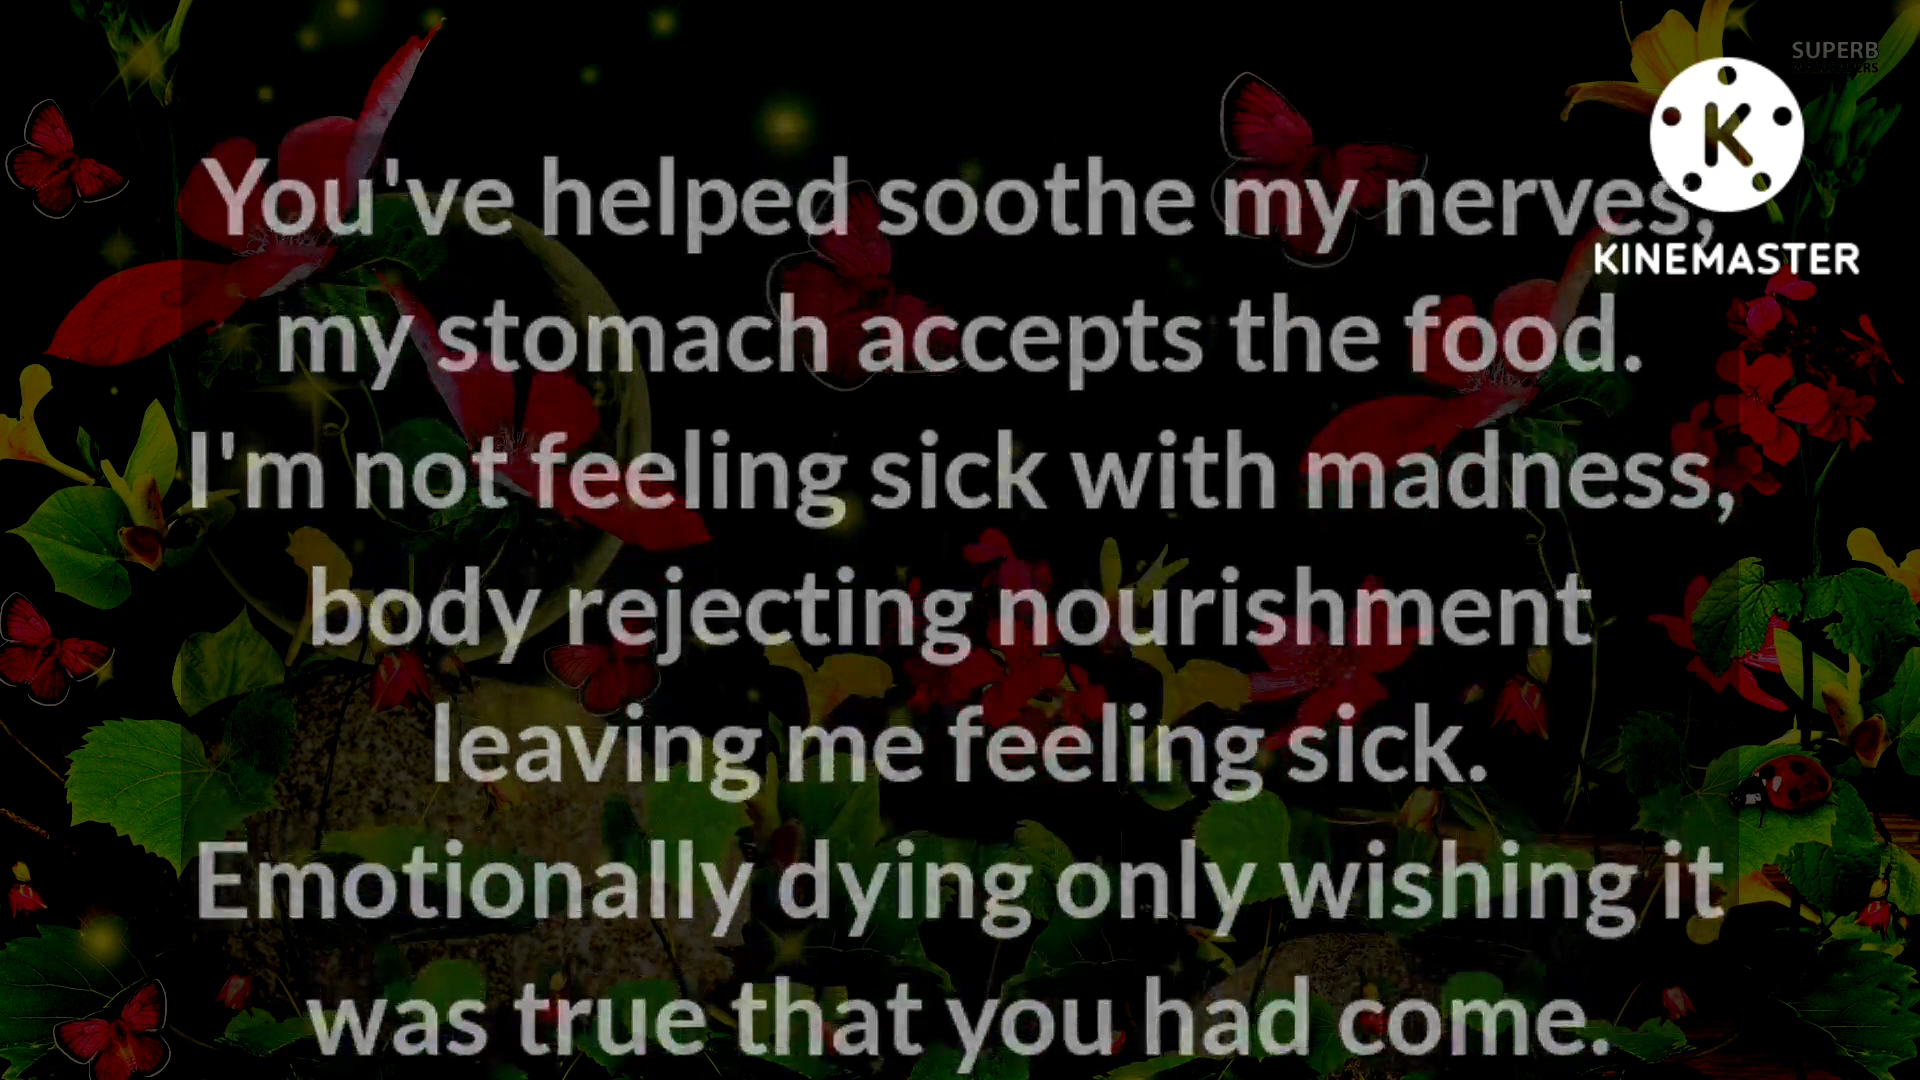 SUPERB
You've helped soothe my nerves,
KINEMASTER
my stomach accepts the food.
I'm not feeling sick with madness,
body rejecting nourishment
leaving me feeling sick.
Emotionally dying only wishing it
was true that you had come.